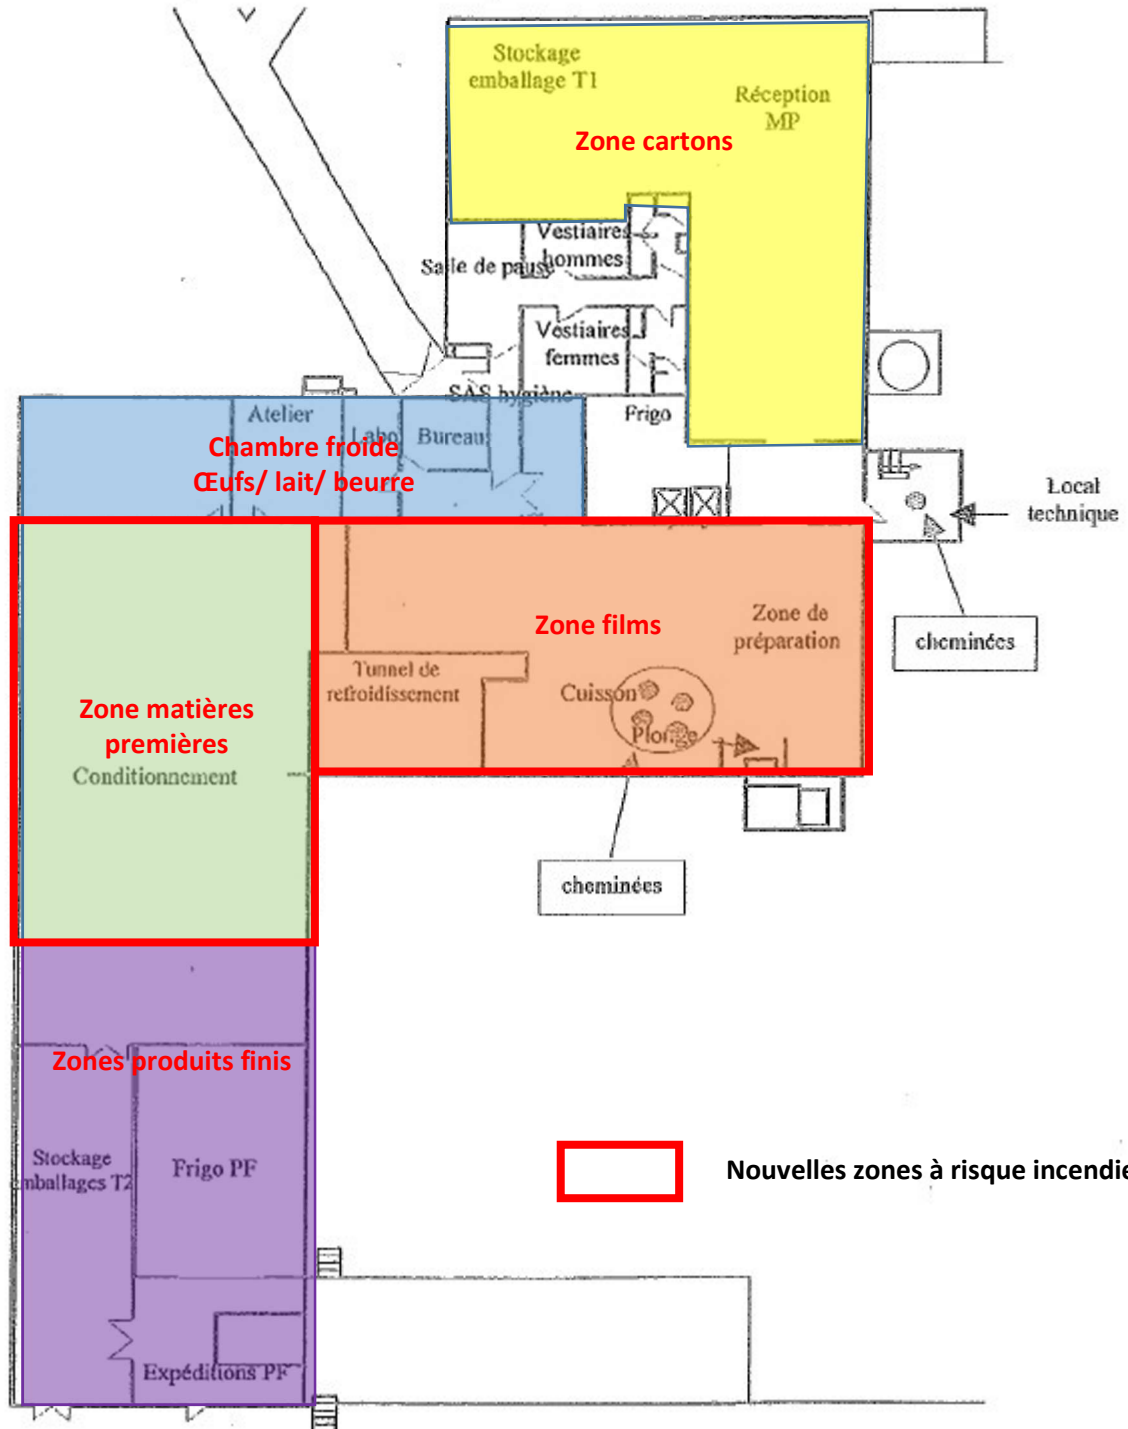 Stockage
emballage T1
Réception
MP
Zone cartons
Vestiaires
hommes
Salle de pause
Vestiaires
femmes
SAS hygiène
Frigo
Atelier
Labo
Bureau
Chambre froide
Œufs/ lait/ beurre
Local
technique
cheminées
Zone films
Zone de
préparation
Tunnel de
refroidissement
Cuisson
Plonge
Zone matières
premières
Conditionnement
cheminées
Zones produits finis
Stockage
mballages T2
Frigo PF
Nouvelles zones à risque incendie
Expéditions PF